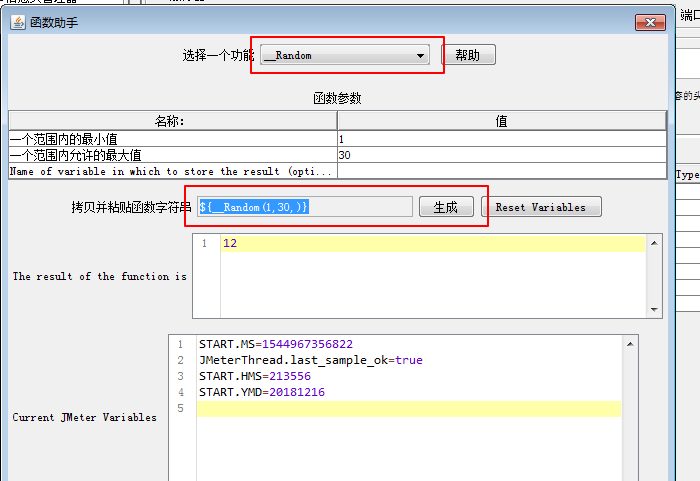 函数助手
端口
选择一个功能
__Random
帮助
函数参数
名称:
值
一个范围内的最小值
1
一个范围内允许的最大值
30
Name of variable in which to store the result (opti...
Type
拷贝并粘贴函数字符串
${__Random(1,30,)}
生成
Reset Variables
The result of the function is
1
12
Current JMeter Variables
1 START.MS=1544967356822
2 JMeterThread.last_sample_ok=true
3 START.HMS=213556
4 START.YMD=20181216
5